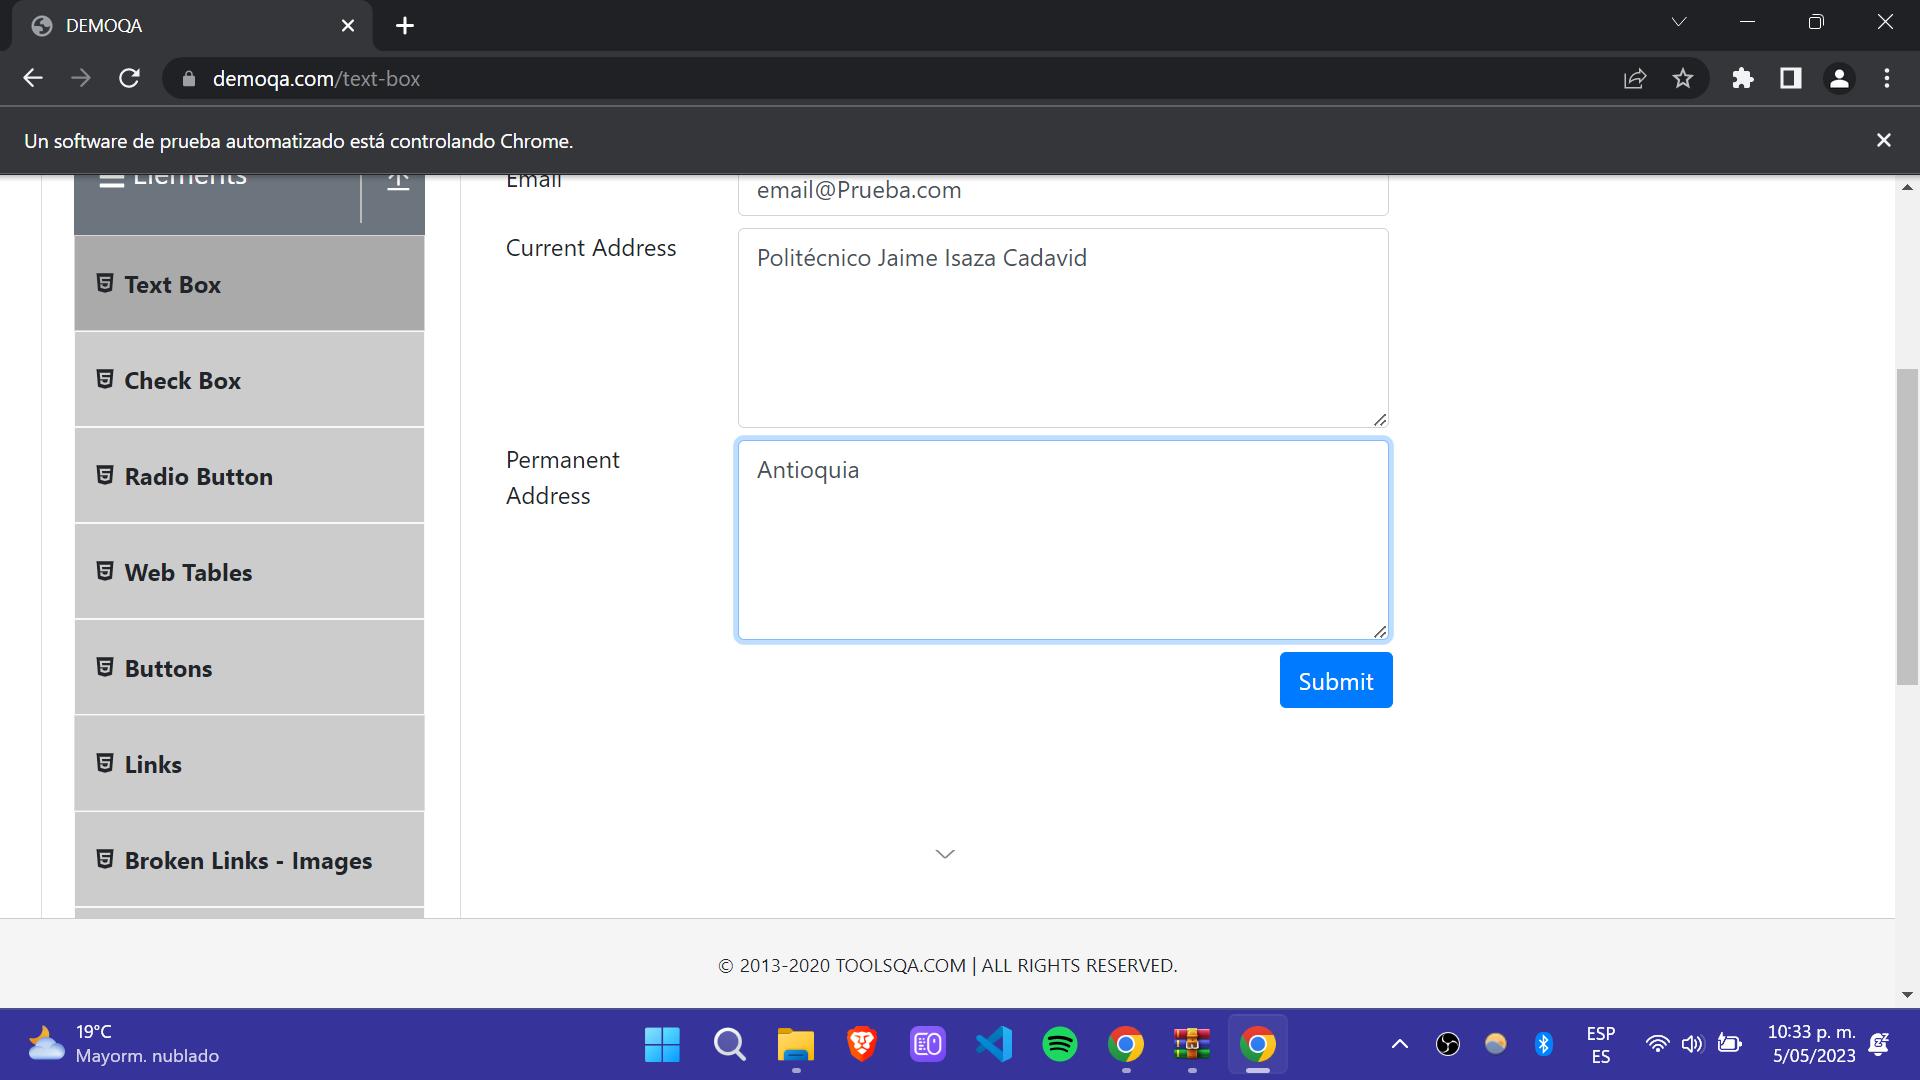 DEMOQA
demoqa.com/text-box
Un software de prueba automatizado está controlando Chrome.
Elements
Text Box
Check Box
Radio Button
Web Tables
Buttons
Links
Broken Links - Images
Email
email@Prueba.com
Current Address
Politécnico Jaime Isaza Cadavid
Permanent
Address
Antioquia
Submit
© 2013-2020 TOOLSQA.COM | ALL RIGHTS RESERVED.
19°C
Mayorm. nublado
ESP
ES
10:33 p. m.
5/05/2023